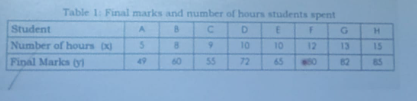 Table 1: Final marks and number of hours students spent
Student A B C D E F G H
Number of hours (x) 5 8 9 10 10 12 13 15
Final Marks (y) 49 60 55 72 65 80 82 85